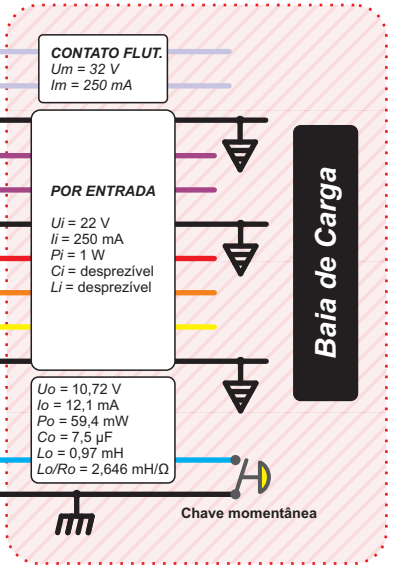 CONTATO FLUT.
Um = 32 V
Im = 250 mA
POR ENTRADA
Ui = 22 V
Ii = 250 mA
Pi = 1 W
Ci = desprezível
Li = desprezível
Baia de Carga
Uo = 10,72 V
Io = 12,1 mA
Po = 59,4 mW
Co = 7,5 µF
Lo = 0,97 mH
Lo/Ro = 2,646 mH/Ω
Chave momentânea